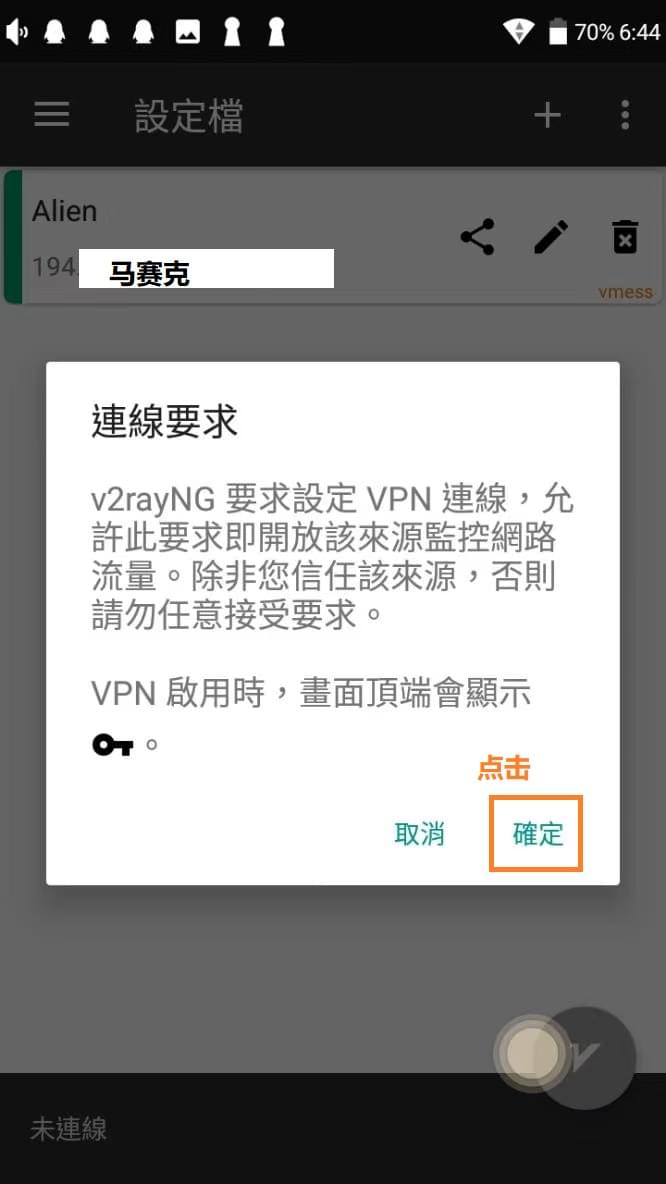 70% 6:44
設定檔
Alien
194.
马赛克
vmess
連線要求
v2rayNG 要求設定 VPN 連線，允
許此要求即開放該來源監控網路
流量。除非您信任該來源，否則
請勿任意接受要求。
VPN 啟用時，畫面頂端會顯示
。
点击
取消
確定
未連線